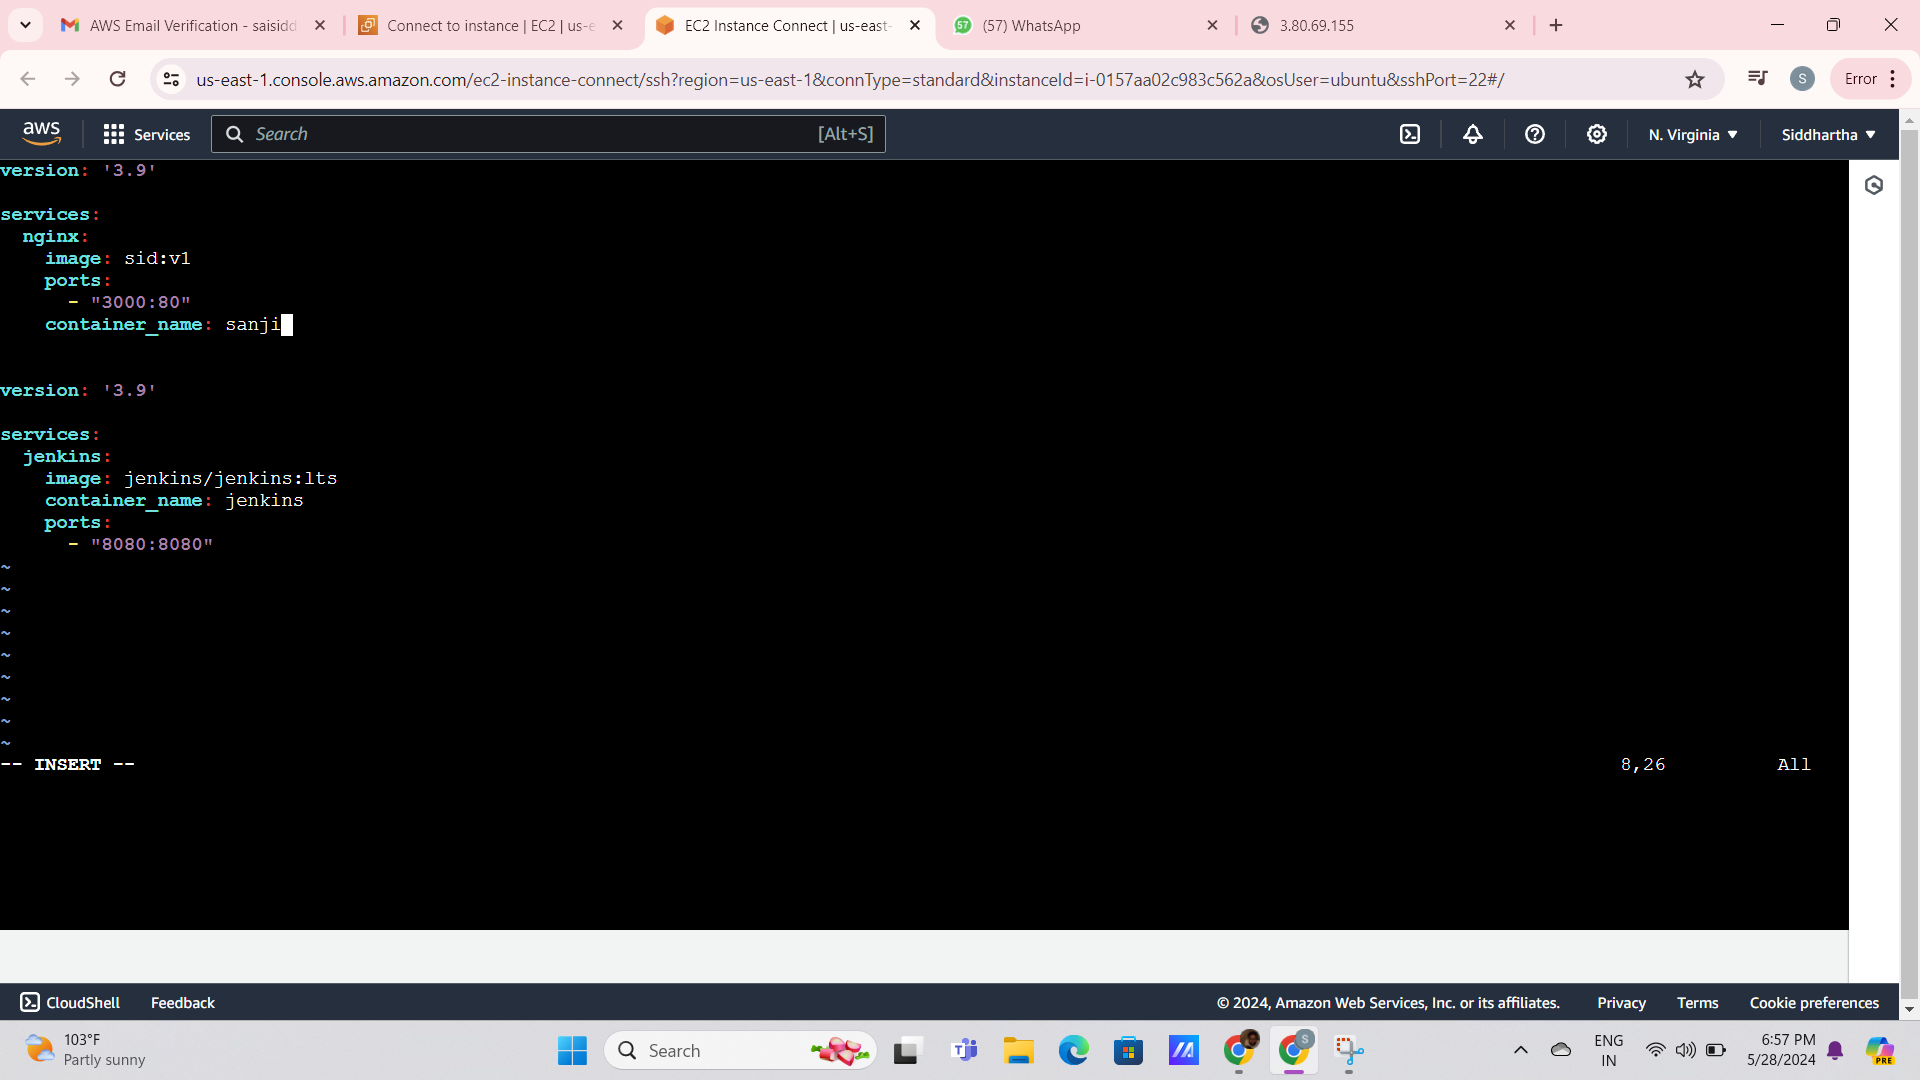 AWS Email Verification - saisidd
Connect to instance | EC2 | us-e
EC2 Instance Connect | us-east-
57
(57) WhatsApp
3.80.69.155
us-east-1.console.aws.amazon.com/ec2-instance-connect/ssh?region=us-east-1&connType=standard&instanceId=i-0157aa02c983c562a&osUser=ubuntu&sshPort=22#/
S
Error
aws
Services
Search
[Alt+S]
N. Virginia
Siddhartha
version: '3.9'
services:
  nginx:
    image: sid:v1
    ports:
      - "3000:80"
    container_name: sanji
version: '3.9'
services:
  jenkins:
    image: jenkins/jenkins:lts
    container_name: jenkins
    ports:
      - "8080:8080"
~
~
~
~
~
~
~
~
~
-- INSERT --
8,26
All
CloudShell
Feedback
© 2024, Amazon Web Services, Inc. or its affiliates.
Privacy
Terms
Cookie preferences
103°F
Partly sunny
Search
S
ENG
IN
6:57 PM
5/28/2024
PRE